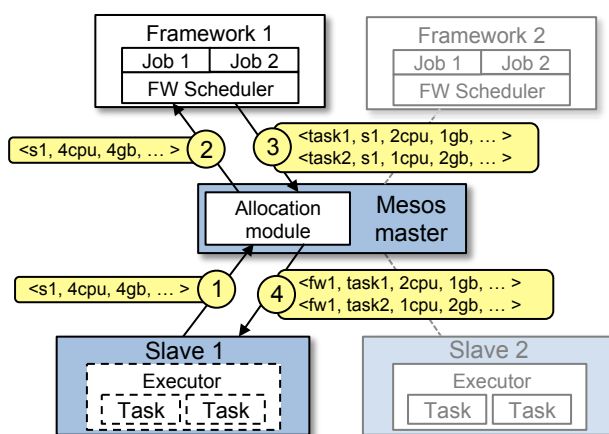 Framework 1
Job 1 Job 2
FW Scheduler
Framework 2
Job 1 Job 2
FW Scheduler
<s1, 4cpu, 4gb, … >
2
3
<task1, s1, 2cpu, 1gb, … >
<task2, s1, 1cpu, 2gb, … >
Allocation
module
Mesos
master
<s1, 4cpu, 4gb, … >
1
4
<fw1, task1, 2cpu, 1gb, … >
<fw1, task2, 1cpu, 2gb, … >
Slave 1
Executor
Task Task
Slave 2
Executor
Task Task